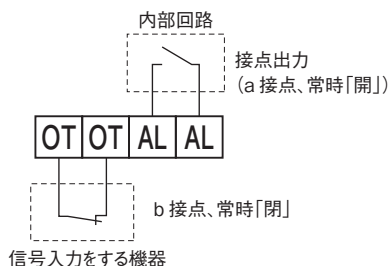 内部回路
接点出力
（a 接点、常時「開」）
OT OT AL AL
b 接点、常時「閉」
信号入力をする機器